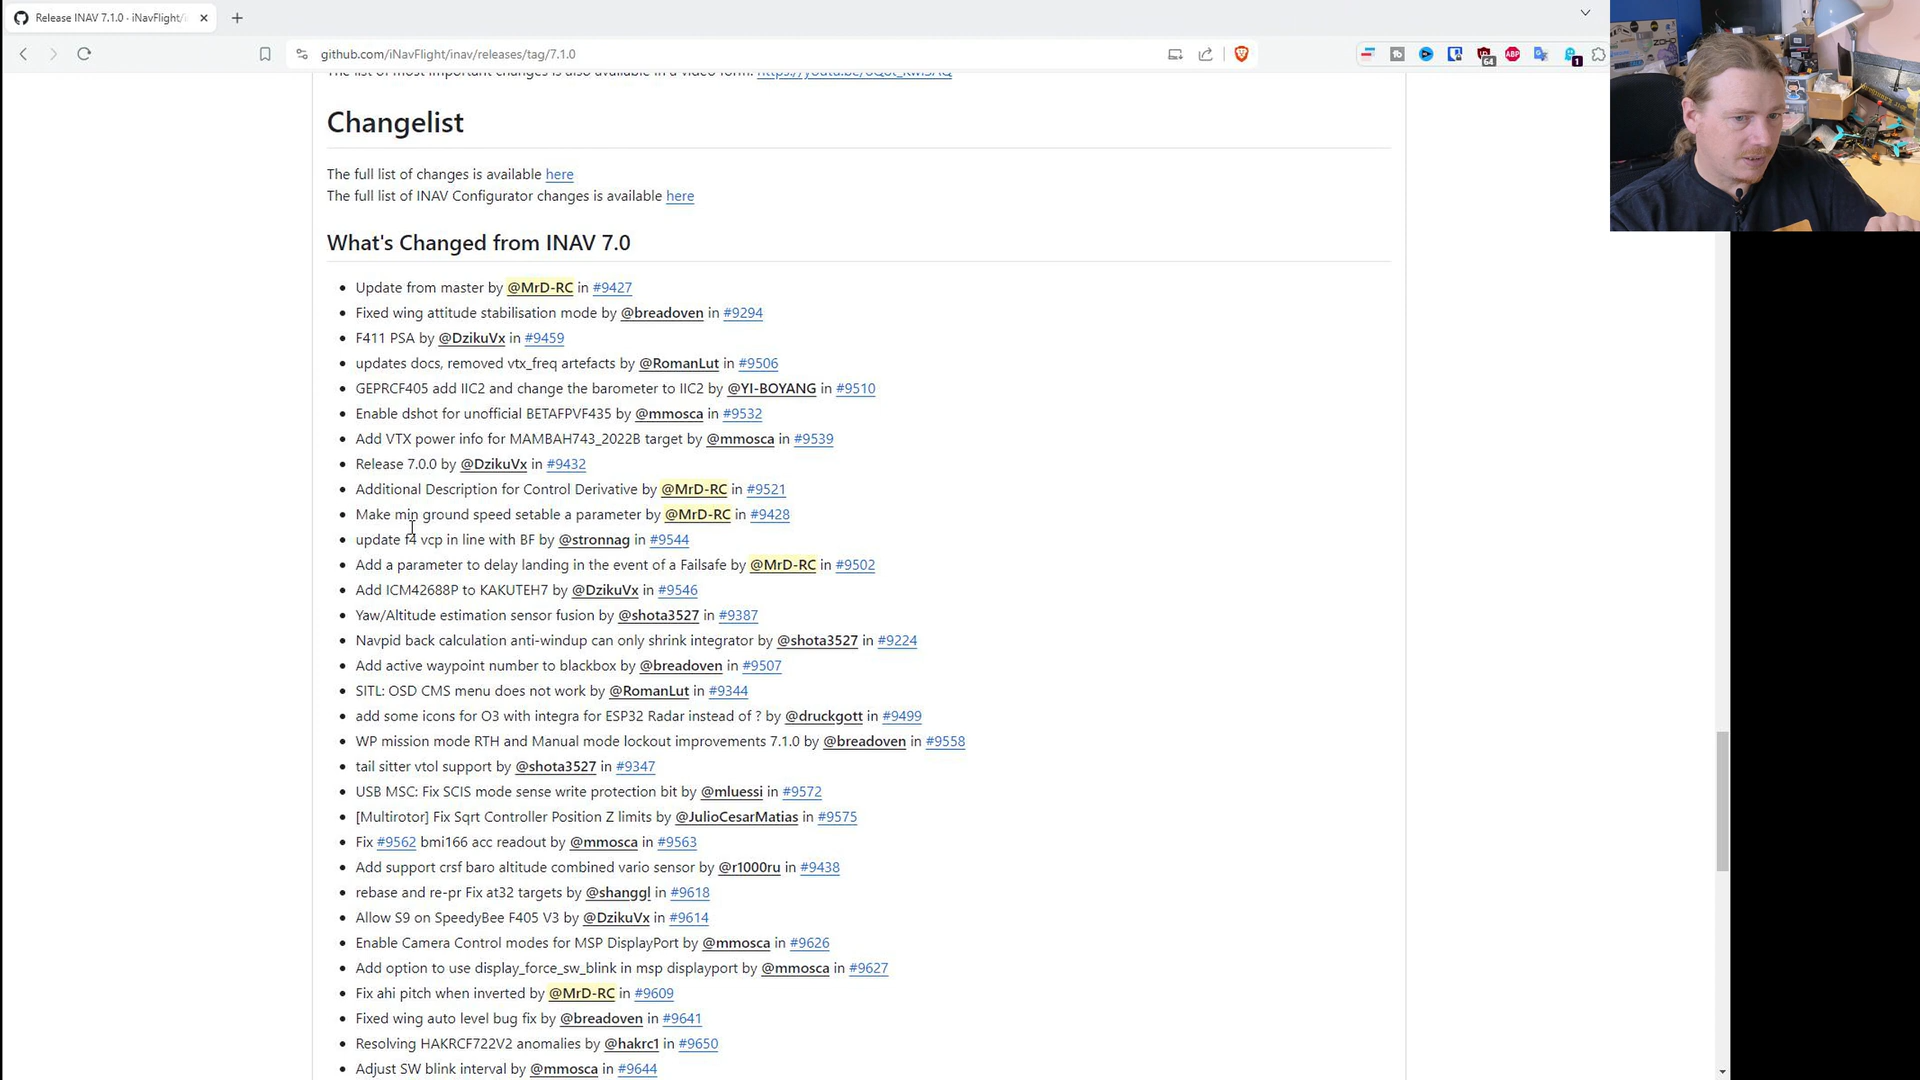 Release INAV 7.1.0 · iNavFlight/i
github.com/iNavFlight/inav/releases/tag/7.1.0
64
ABP
1
The list of most important changes is also available in a video form:
Changelist
The full list of changes is available here
The full list of INAV Configurator changes is available here
What's Changed from INAV 7.0
Update from master by @MrD-RC in #9427
Fixed wing attitude stabilisation mode by @breadoven in #9294
F411 PSA by @DzikuVx in #9459
updates docs, removed vtx_freq artefacts by @RomanLut in #9506
GEPRCF405 add IIC2 and change the barometer to IIC2 by @YI-BOYANG in #9510
Enable dshot for unofficial BETAFPVF435 by @mmosca in #9532
Add VTX power info for MAMBAH743_2022B target by @mmosca in #9539
Release 7.0.0 by @DzikuVx in #9432
Additional Description for Control Derivative by @MrD-RC in #9521
Make min ground speed setable a parameter by @MrD-RC in #9428
update f4 vcp in line with BF by @stronnag in #9544
Add a parameter to delay landing in the event of a Failsafe by @MrD-RC in #9502
Add ICM42688P to KAKUTEH7 by @DzikuVx in #9546
Yaw/Altitude estimation sensor fusion by @shota3527 in #9387
Navpid back calculation anti-windup can only shrink integrator by @shota3527 in #9224
Add active waypoint number to blackbox by @breadoven in #9507
SITL: OSD CMS menu does not work by @RomanLut in #9344
add some icons for O3 with integra for ESP32 Radar instead of ? by @druckgott in #9499
WP mission mode RTH and Manual mode lockout improvements 7.1.0 by @breadoven in #9558
tail sitter vtol support by @shota3527 in #9347
USB MSC: Fix SCIS mode sense write protection bit by @mluessi in #9572
[Multirotor] Fix Sqrt Controller Position Z limits by @JulioCesarMatias in #9575
Fix #9562 bmi166 acc readout by @mmosca in #9563
Add support crsf baro altitude combined vario sensor by @r1000ru in #9438
rebase and re-pr Fix at32 targets by @shanggl in #9618
Allow S9 on SpeedyBee F405 V3 by @DzikuVx in #9614
Enable Camera Control modes for MSP DisplayPort by @mmosca in #9626
Add option to use display_force_sw_blink in msp displayport by @mmosca in #9627
Fix ahi pitch when inverted by @MrD-RC in #9609
Fixed wing auto level bug fix by @breadoven in #9641
Resolving HAKRCF722V2 anomalies by @hakrc1 in #9650
Adjust SW blink interval by @mmosca in #9644